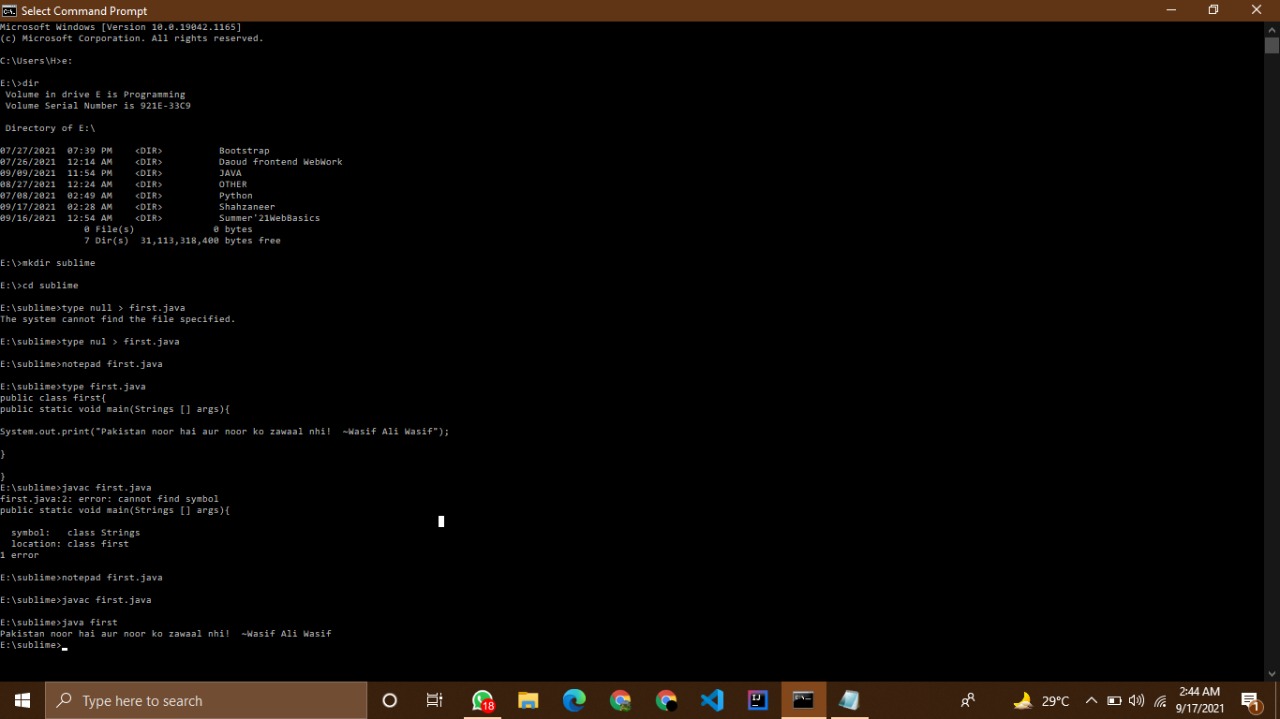 Select Command Prompt
Microsoft Windows [Version 10.0.19042.1165]
(c) Microsoft Corporation. All rights reserved.
C:\Users\H>e:
E:\>dir
Volume in drive E is Programming
Volume Serial Number is 921E-33C9
Directory of E:\
07/27/2021 07:39 PM <DIR> Bootstrap
07/26/2021 12:14 AM <DIR> Daoud frontend WebWork
09/09/2021 11:54 PM <DIR> JAVA
08/27/2021 12:24 AM <DIR> OTHER
07/08/2021 02:49 AM <DIR> Python
09/17/2021 02:28 AM <DIR> Shahzaneer
09/16/2021 12:54 AM <DIR> Summer'21WebBasics
0 File(s) 0 bytes
7 Dir(s) 31,113,318,400 bytes free
E:\>mkdir sublime
E:\>cd sublime
E:\sublime>type null > first.java
The system cannot find the file specified.
E:\sublime>type nul > first.java
E:\sublime>notepad first.java
E:\sublime>type first.java
public class first{
public static void main(Strings [] args){
System.out.print("Pakistan noor hai aur noor ko zawaal nhi! ~Wasif Ali Wasif");
}
}
E:\sublime>javac first.java
first.java:2: error: cannot find symbol
public static void main(Strings [] args){
symbol: class Strings
location: class first
1 error
E:\sublime>notepad first.java
E:\sublime>javac first.java
E:\sublime>java first
Pakistan noor hai aur noor ko zawaal nhi! ~Wasif Ali Wasif
E:\sublime>
Type here to search
18
29°C
2:44 AM
9/17/2021
1